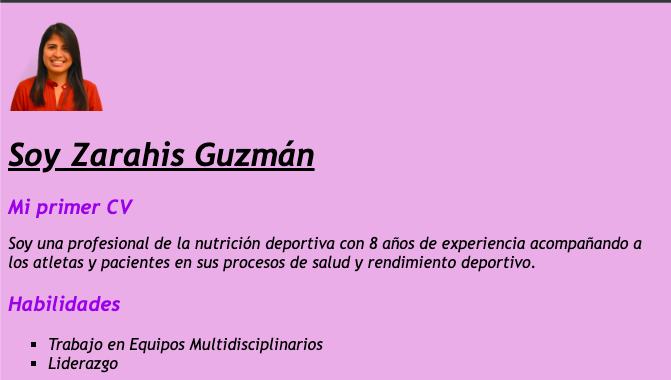 Soy Zarahis Guzmán
Mi primer CV
Soy una profesional de la nutrición deportiva con 8 años de experiencia acompañando a
los atletas y pacientes en sus procesos de salud y rendimiento deportivo.
Habilidades
Trabajo en Equipos Multidisciplinarios
Liderazgo